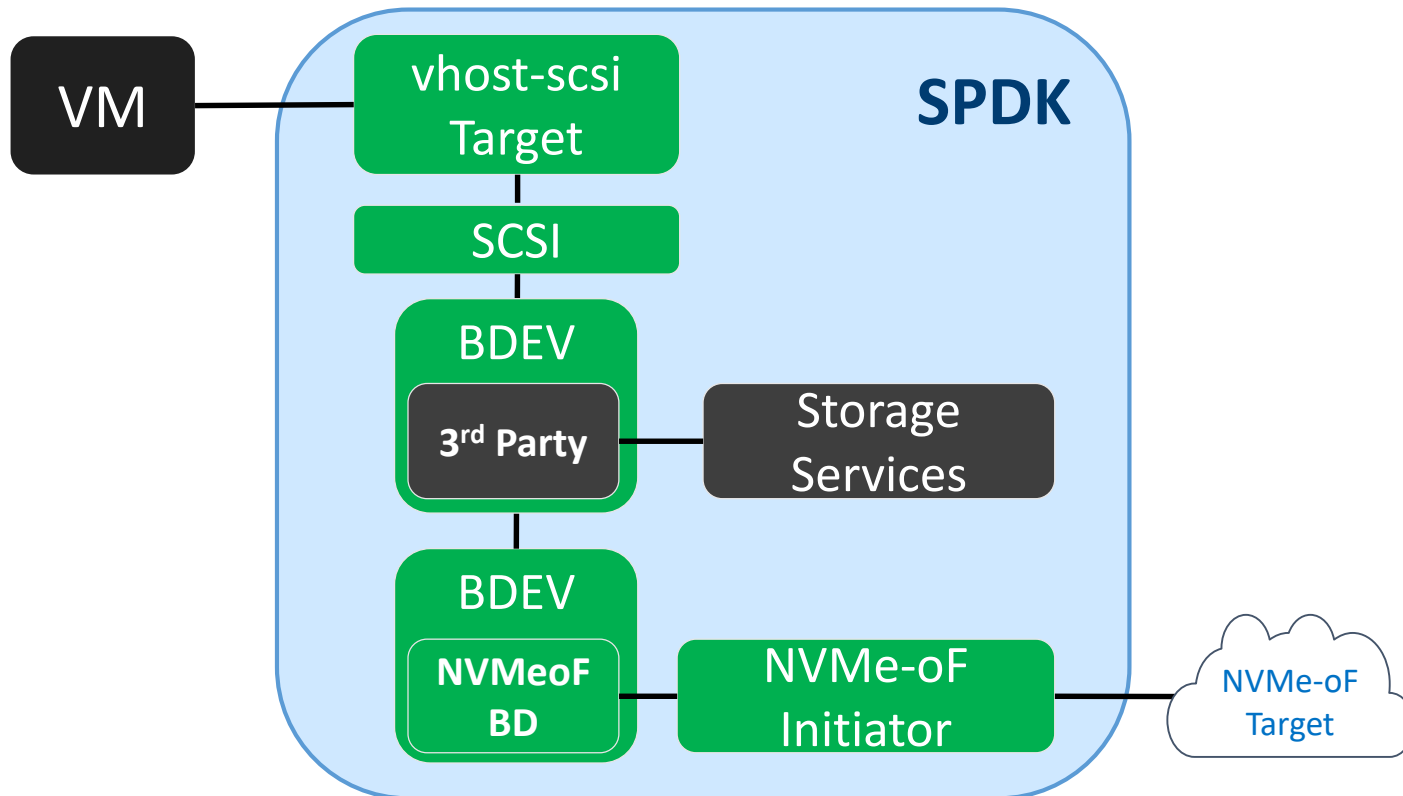 VM
vhost-scsi
Target
SPDK
SCSI
BDEV
3rd Party
Storage
Services
BDEV
NVMeoF
BD
NVMe-oF
Initiator
NVMe-oF
Target